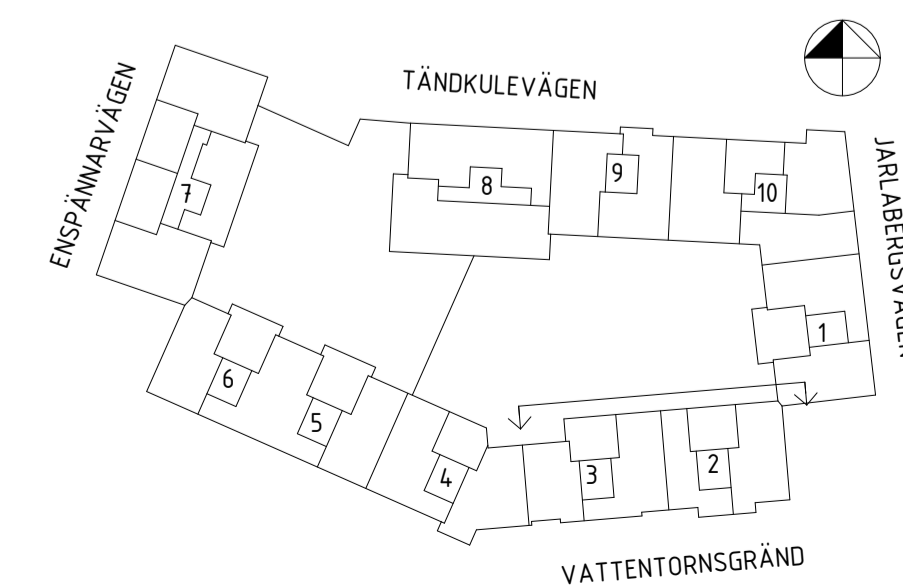 TÄNDKULEVÄGEN
ENSPÄNNARVÄGEN
JARLABERGSVÄGEN
7
8
9
10
1
6
5
4
3
2
VATTENTORNSGRÄND